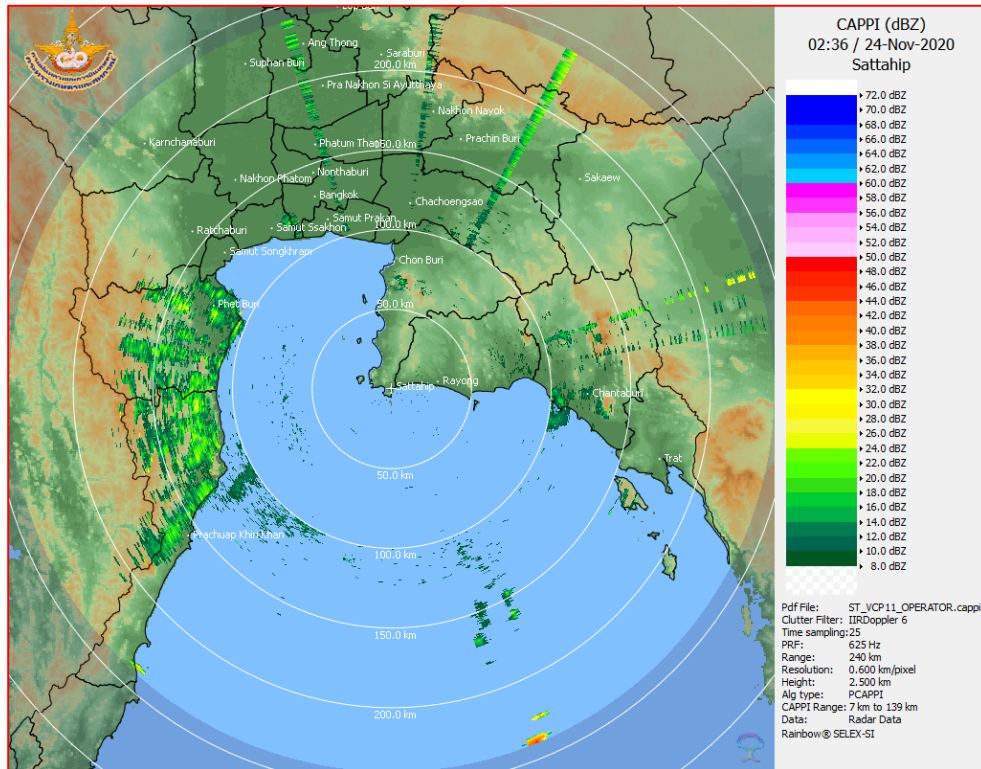 CAPPI (dBZ)
02:36 / 24-Nov-2020
Sattahip
72.0 dBZ
70.0 dBZ
68.0 dBZ
66.0 dBZ
64.0 dBZ
62.0 dBZ
60.0 dBZ
58.0 dBZ
56.0 dBZ
54.0 dBZ
52.0 dBZ
50.0 dBZ
48.0 dBZ
46.0 dBZ
44.0 dBZ
42.0 dBZ
40.0 dBZ
38.0 dBZ
36.0 dBZ
34.0 dBZ
32.0 dBZ
30.0 dBZ
28.0 dBZ
26.0 dBZ
24.0 dBZ
22.0 dBZ
20.0 dBZ
18.0 dBZ
16.0 dBZ
14.0 dBZ
12.0 dBZ
10.0 dBZ
8.0 dBZ
Pdf File: ST_VCP11_OPERATOR.cappi
Clutter Filter: IIRDoppler 6
Time sampling:25
PRF: 625 Hz
Range: 240 km
Resolution: 0.600 km/pixel
Height: 2.500 km
Alg type: PCAPPI
CAPPI Range: 7 km to 139 km
Data: Radar Data
Rainbow® SELEX-SI
Ang Thong
Saraburi
Suphan Buri
200.0 km
Pra Nakhon Si Ayutthaya
Nakhon Nayok
Prachin Buri
Karnchanaburi
Phatum
Nonthaburi
Nakhon Phatom
Sakaew
Bangkok
Chachoengsao
Samut Prakan
Samut Ssakhon
100.0 km
Ratchaburi
Samut Songkhram
Chon Buri
Phet Buri
50.0 km
Sattahip
Rayong
Chantaburi
Trat
50.0 km
Prachuap Khiri Khan
100.0 km
150.0 km
200.0 km